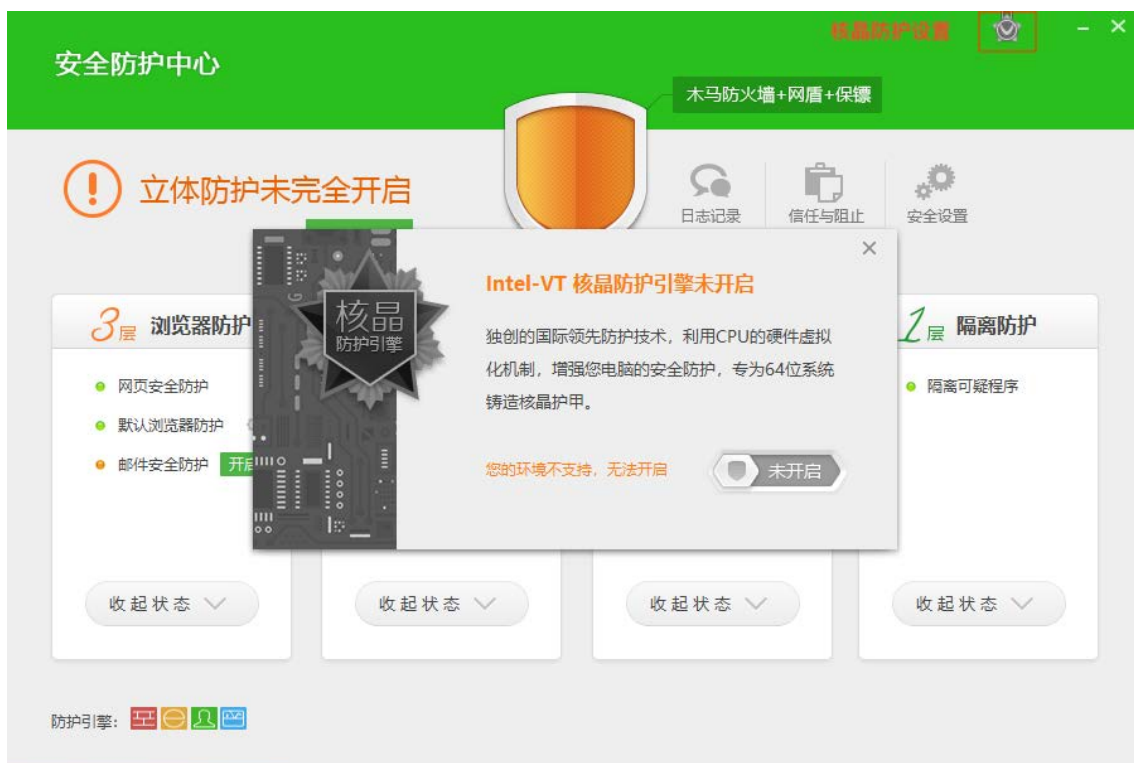 核晶防护设置
安全防护中心
木马防火墙+网盾+保镖
立体防护未完全开启
日志记录
信任与阻止
安全设置
Intel-VT 核晶防护引擎未开启
核晶
防护引擎
独创的国际领先防护技术，利用CPU的硬件虚拟
化机制，增强您电脑的安全防护，专为64位系统
铸造核晶护甲。
您的环境不支持，无法开启
未开启
3层 浏览器防护
网页安全防护
默认浏览器防护
邮件安全防护 开启
1层 隔离防护
隔离可疑程序
收起状态
收起状态
收起状态
收起状态
防护引擎：